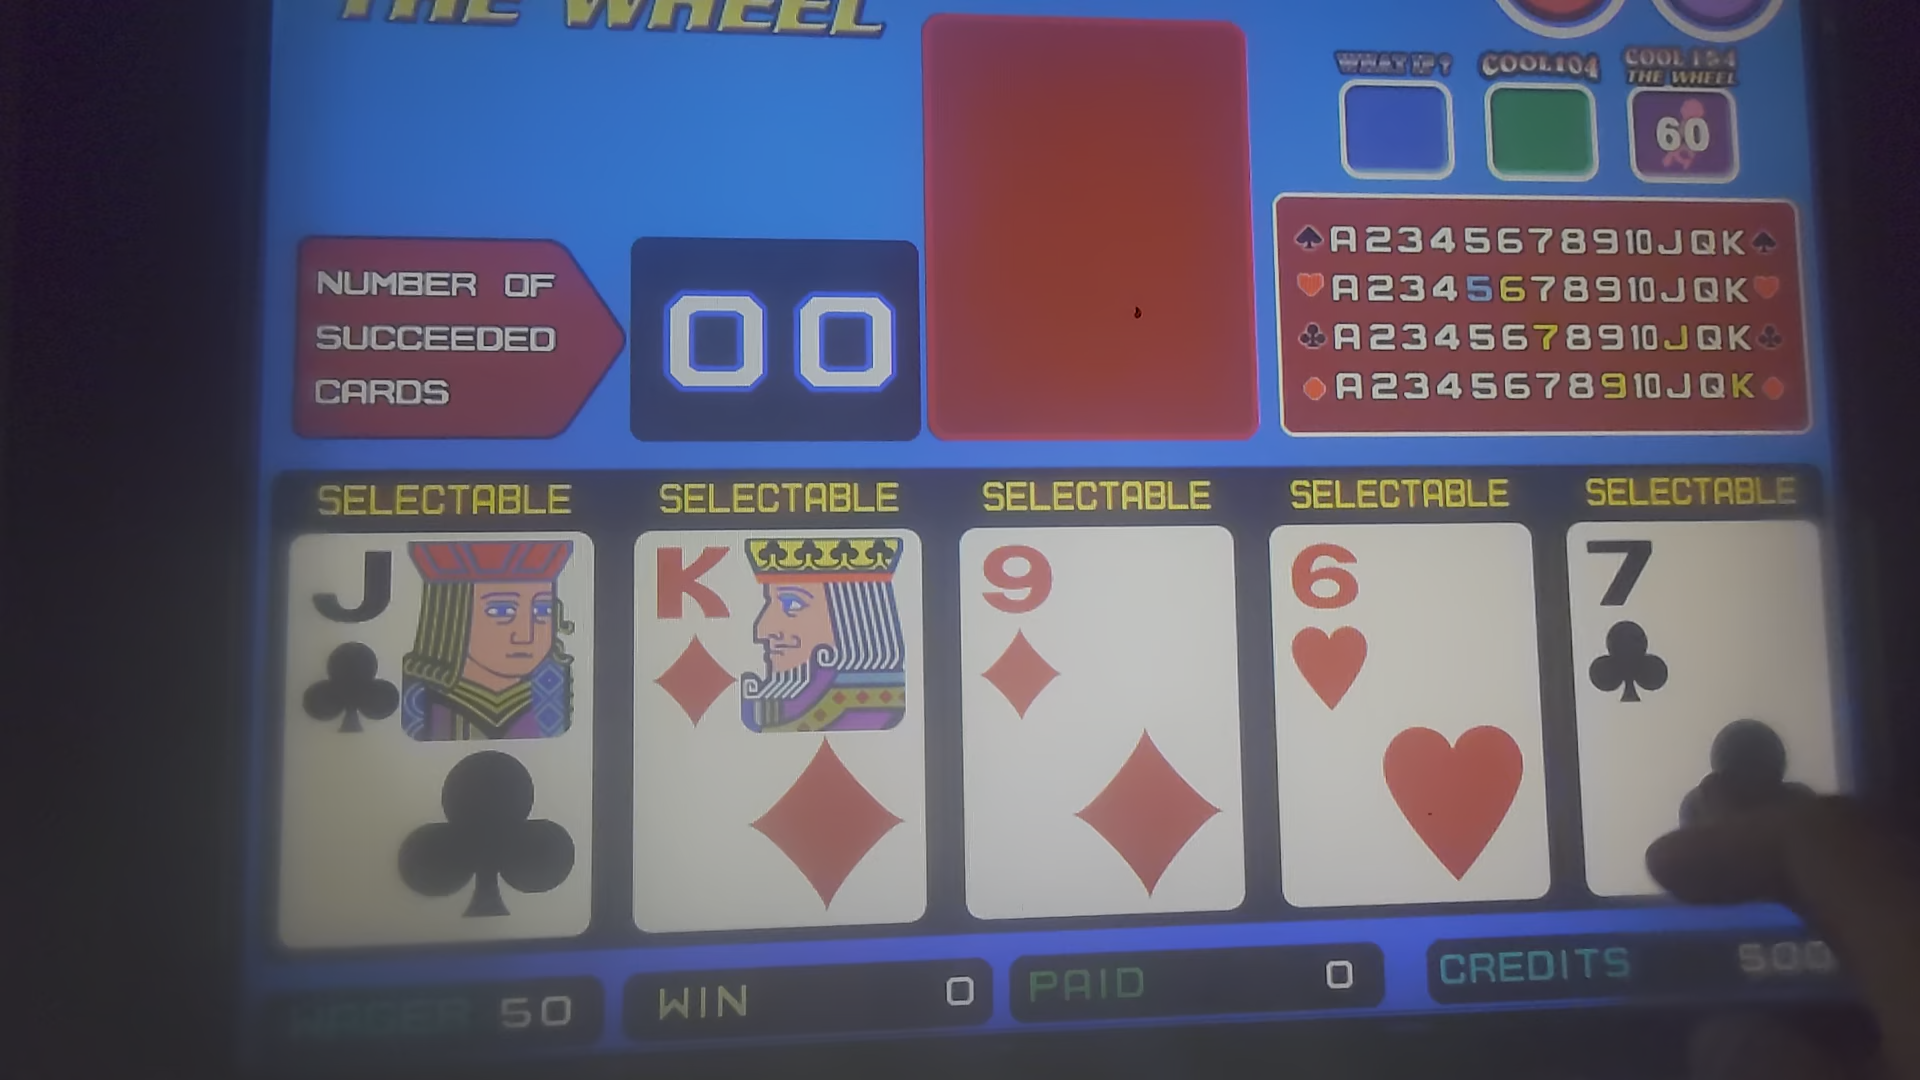 THE WHEEL
WHAT IF? COOL104 COOL154
THE WHEEL
60
NUMBER OF
SUCCEEDED
CARDS
00
A 2 3 4 5 6 7 8 9 10 J Q K
A 2 3 4 5 6 7 8 9 10 J Q K
A 2 3 4 5 6 7 8 9 10 J Q K
A 2 3 4 5 6 7 8 9 10 J Q K
SELECTABLE SELECTABLE SELECTABLE SELECTABLE SELECTABLE
J K 9 6 7
WAGER 50 WIN 0 PAID 0 CREDITS 500